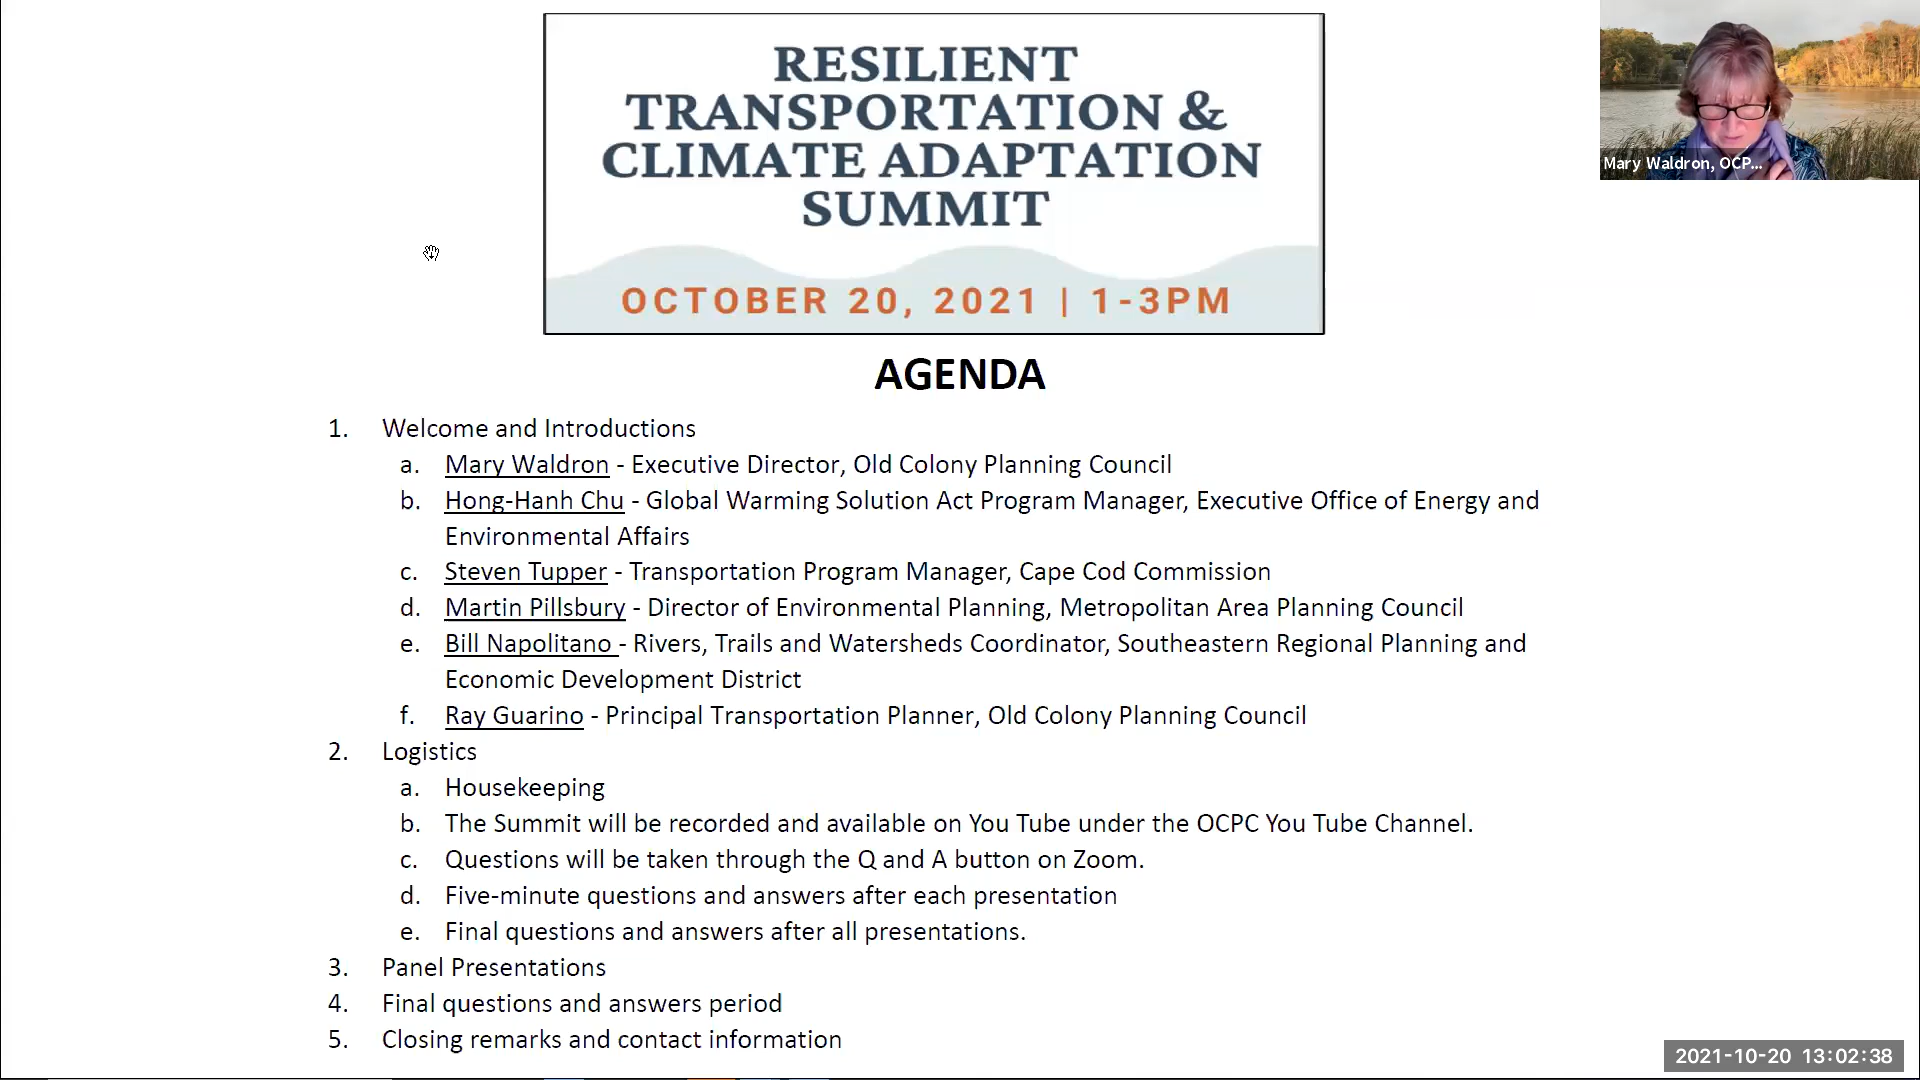 RESILIENT
TRANSPORTATION &
CLIMATE ADAPTATION
SUMMIT
OCTOBER 20, 2021 | 1-3PM
Mary Waldron, OCP...
AGENDA
1. Welcome and Introductions
a. Mary Waldron - Executive Director, Old Colony Planning Council
b. Hong-Hanh Chu - Global Warming Solution Act Program Manager, Executive Office of Energy and
Environmental Affairs
c. Steven Tupper - Transportation Program Manager, Cape Cod Commission
d. Martin Pillsbury - Director of Environmental Planning, Metropolitan Area Planning Council
e. Bill Napolitano - Rivers, Trails and Watersheds Coordinator, Southeastern Regional Planning and
Economic Development District
f. Ray Guarino - Principal Transportation Planner, Old Colony Planning Council
2. Logistics
a. Housekeeping
b. The Summit will be recorded and available on You Tube under the OCPC You Tube Channel.
c. Questions will be taken through the Q and A button on Zoom.
d. Five-minute questions and answers after each presentation
e. Final questions and answers after all presentations.
3. Panel Presentations
4. Final questions and answers period
5. Closing remarks and contact information
2021-10-20 13:02:38